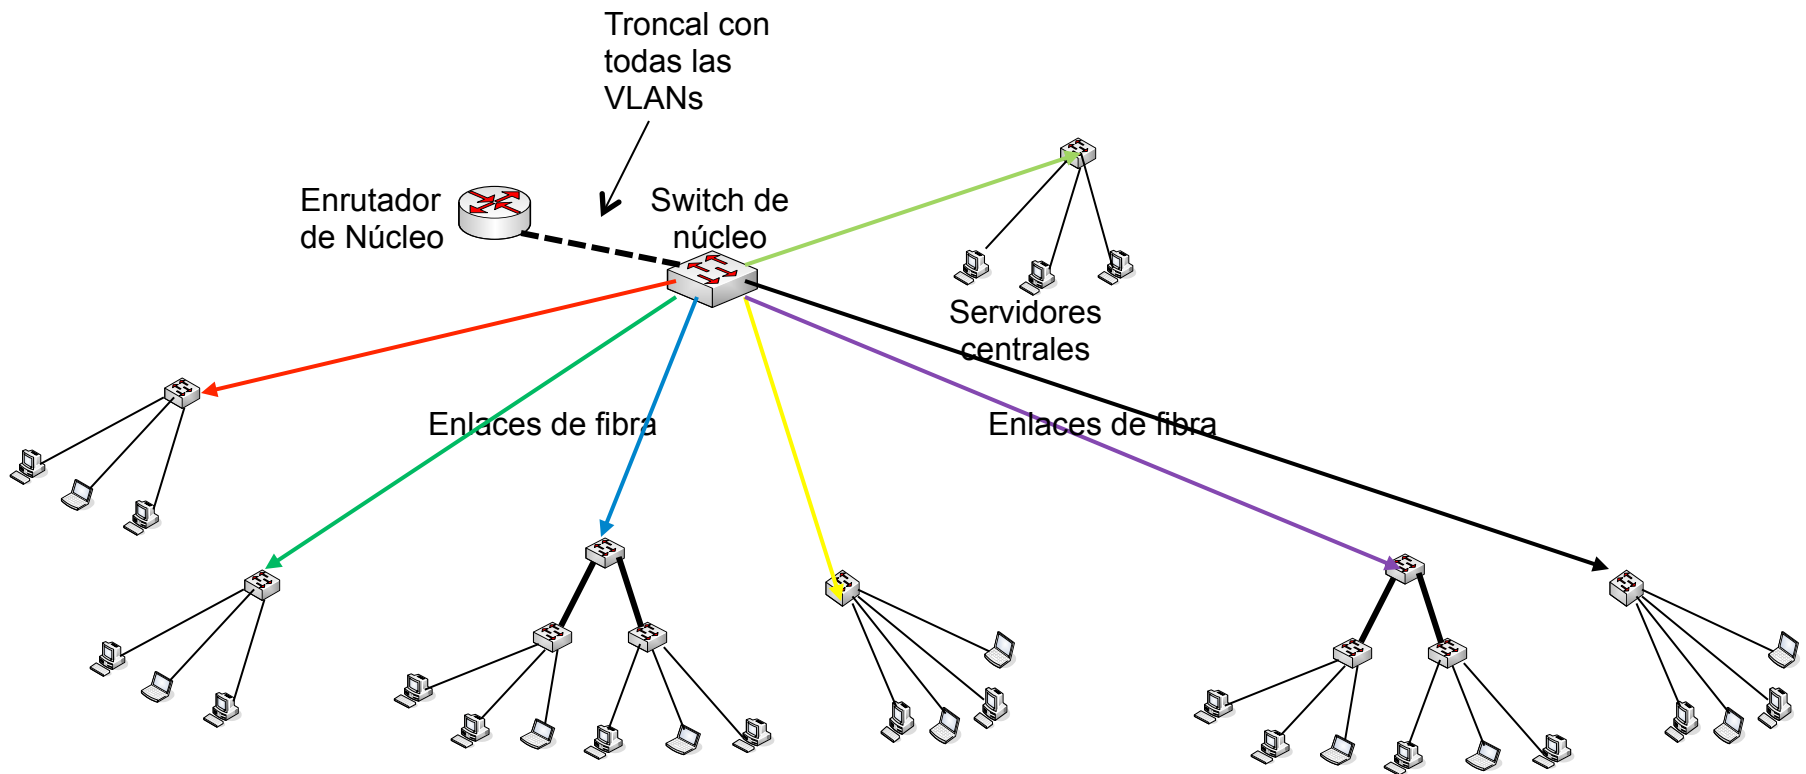 Troncal con
todas las
VLANs
Enrutador
de Núcleo
Switch de
núcleo
Servidores
centrales
Enlaces de fibra
Enlaces de fibra